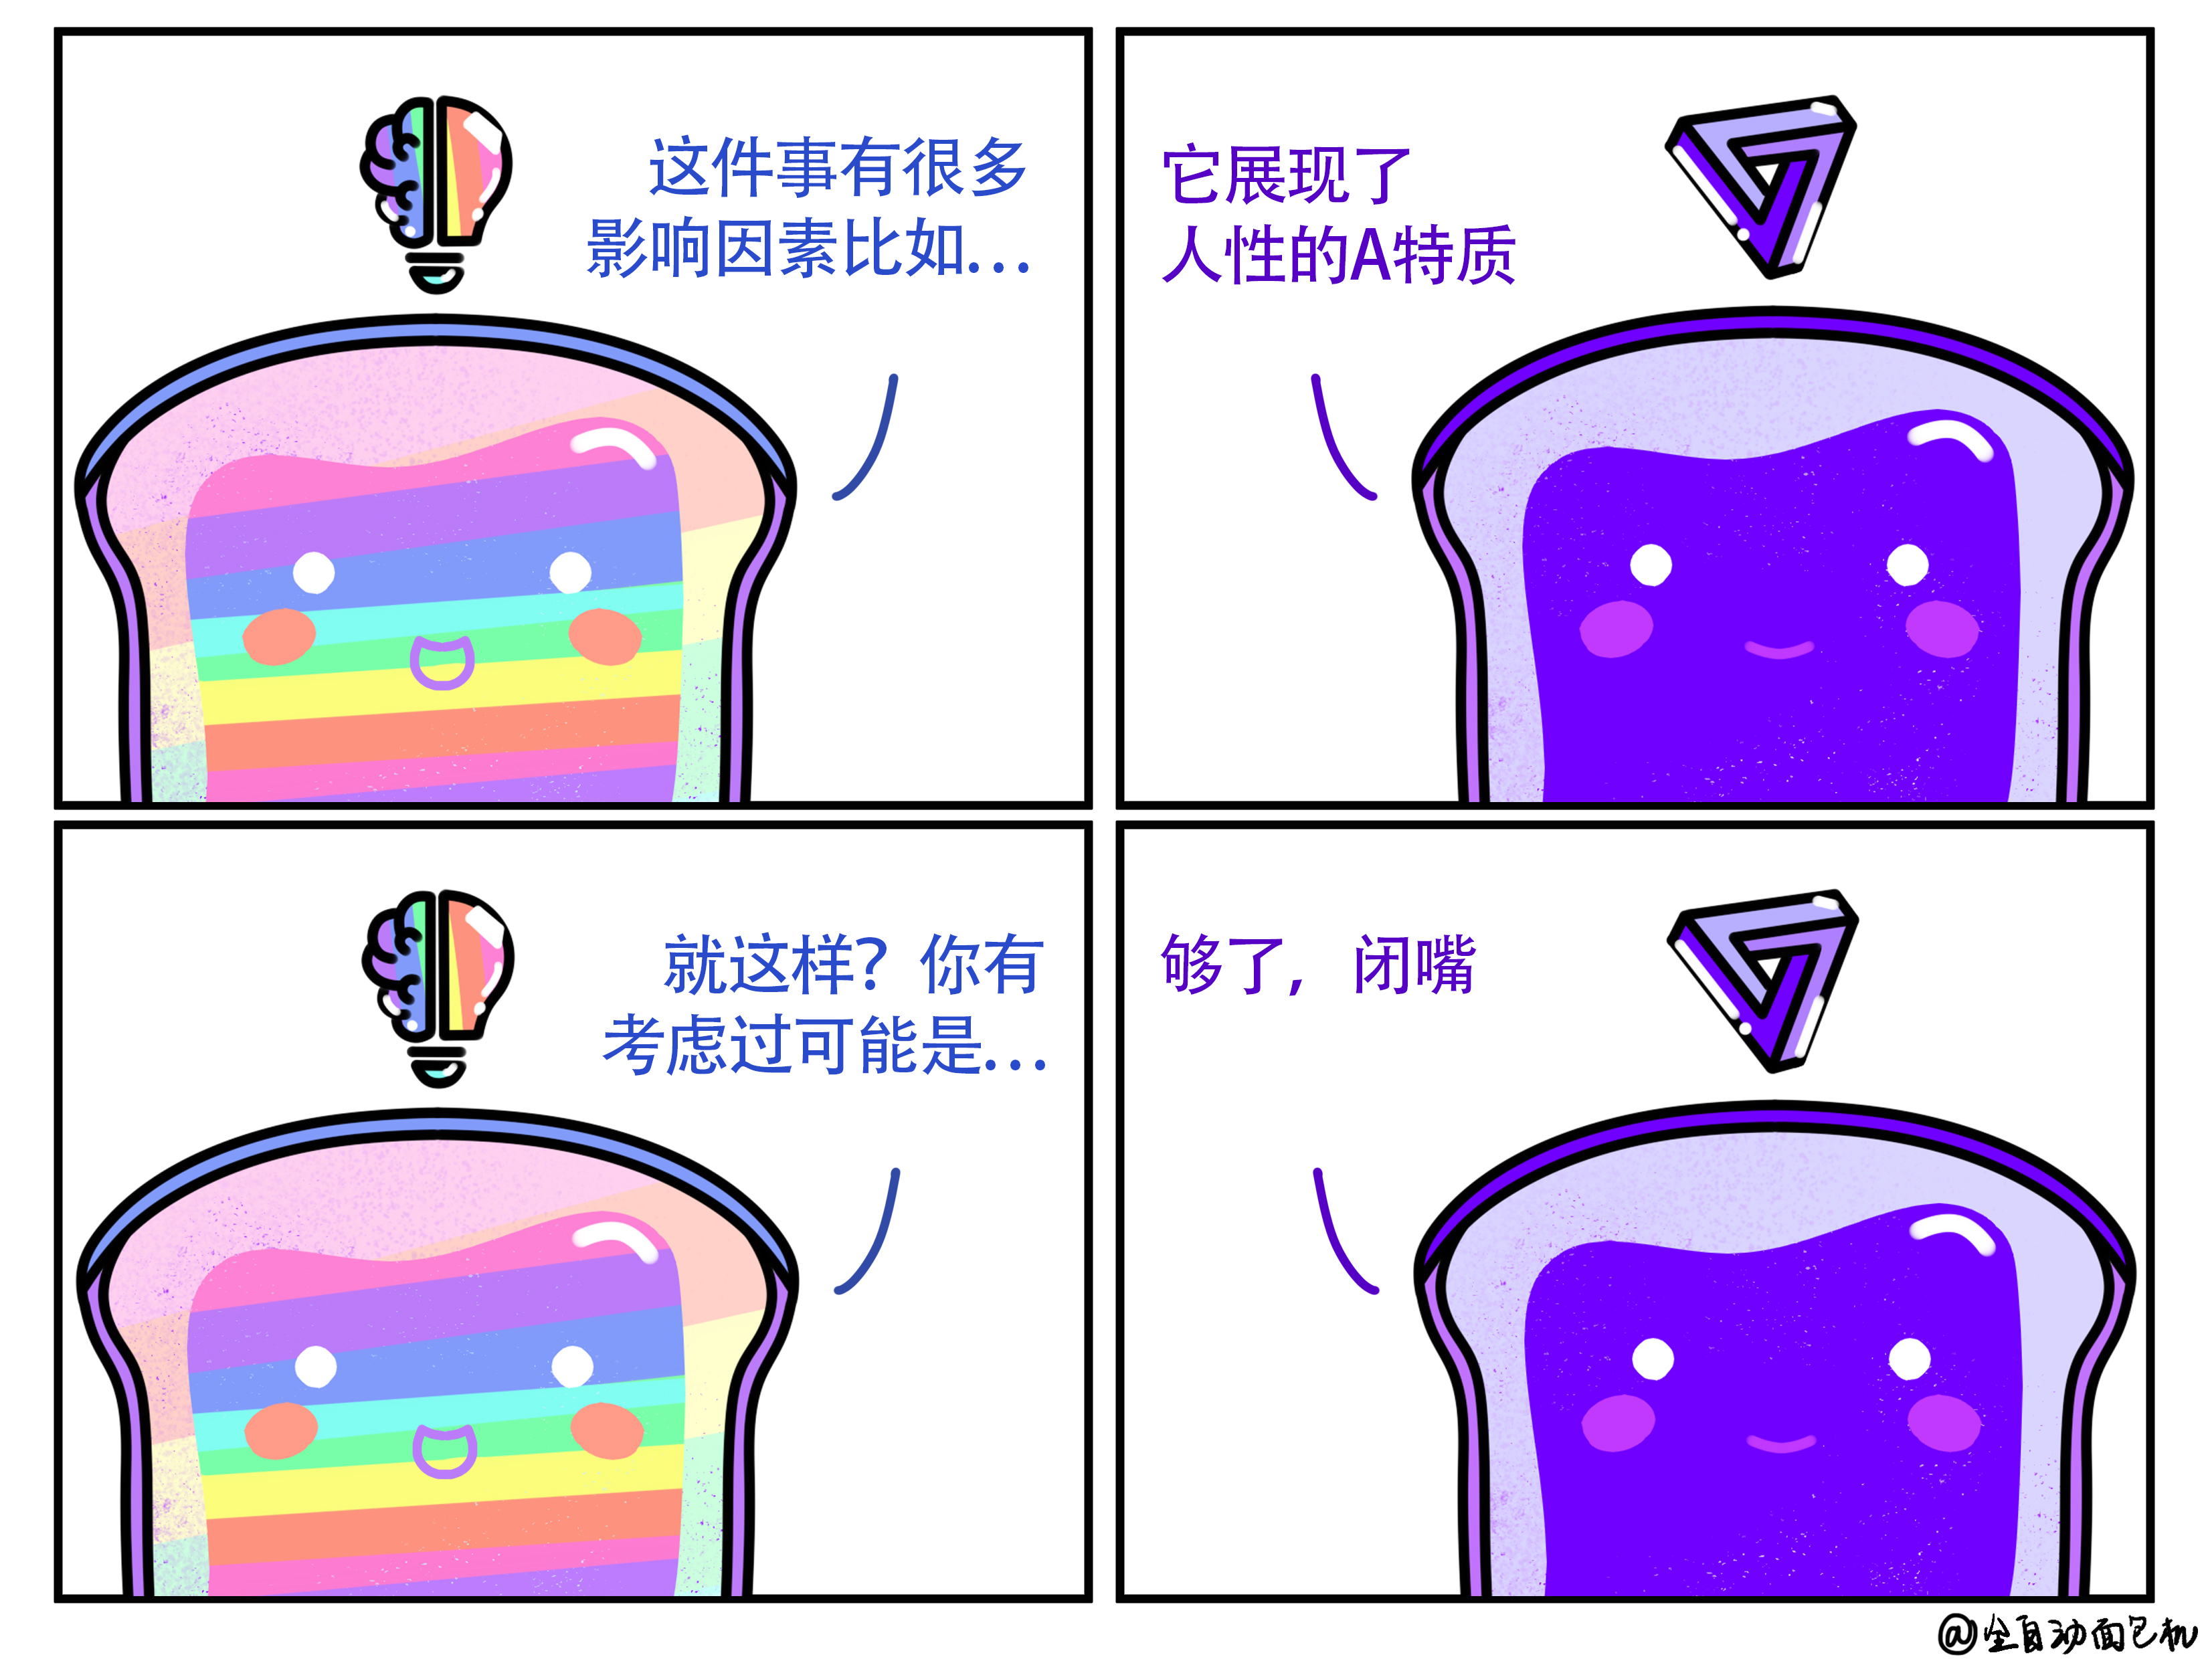 这件事有很多
影响因素比如...
它展现了
人性的A特质
就这样？你有
考虑过可能是...
够了，闭嘴
@全自动面包机